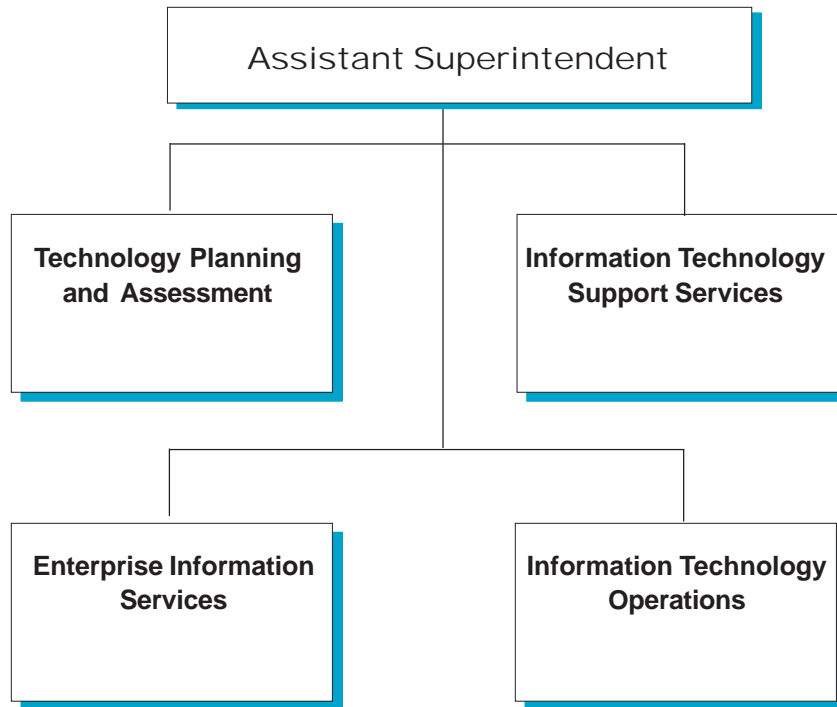 Assistant Superintendent
Technology Planning
and Assessment
Information Technology
Support Services
Enterprise Information
Services
Information Technology
Operations